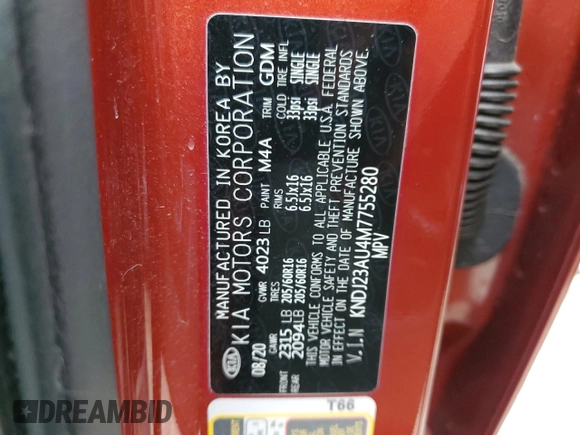 MANUFACTURED IN KOREA BY
KIA KIA MOTORS CORPORATION
08/20 GVWR 4023 LB PAINT M4A TRIM GDM
GAWR TIRES RIMS COLD TIRE INFL
FRONT 2315 LB 205/60R16 6.5Jx16 33psi SINGLE
REAR 2094LB 205/60R16 6.5Jx16 33psi SINGLE
THIS VEHICLE CONFORMS TO ALL APPLICABLE U.S.A. FEDERAL
MOTOR VEHICLE SAFETY AND THEFT PREVENTION STANDARDS
IN EFFECT ON THE DATE OF MANUFACTURE SHOWN ABOVE.
V.I.N KNDJ23AU4M7755280
MPV
T66
DREAMBID